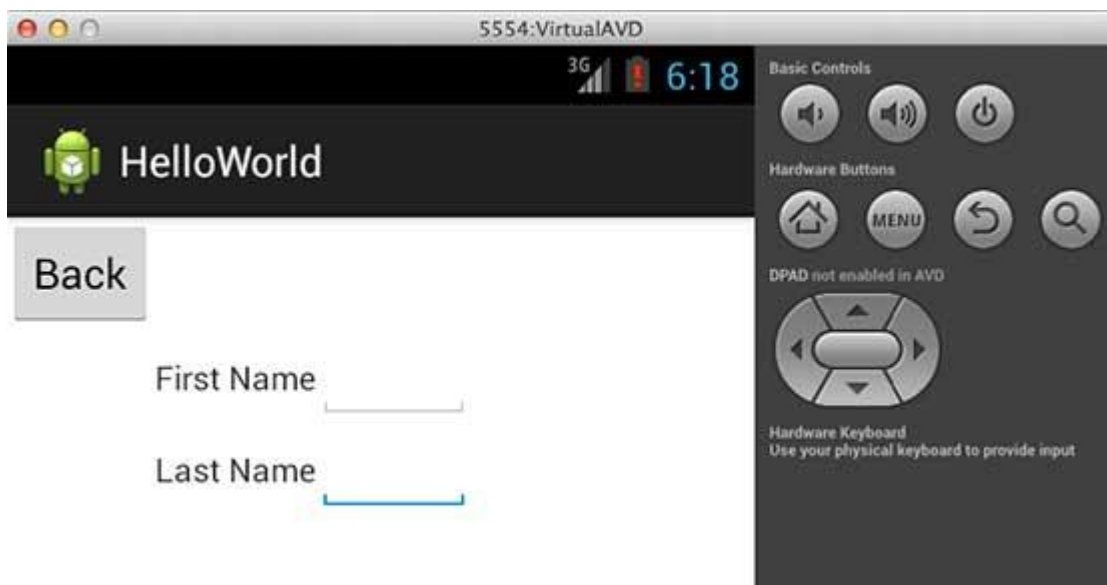 5554:VirtualAVD
3G 6:18
HelloWorld
Back
First Name
Last Name
Basic Controls
Hardware Buttons
MENU
DPAD not enabled in AVD
Hardware Keyboard
Use your physical keyboard to provide input